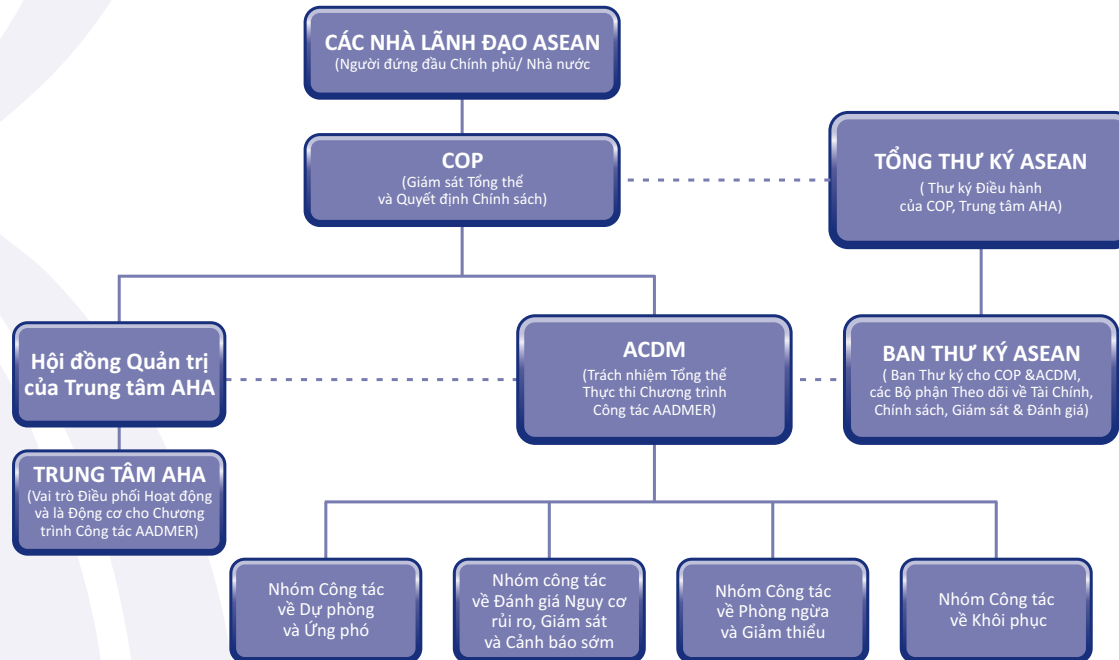 CÁC NHÀ LÃNH ĐẠO ASEAN
(Người đứng đầu Chính phủ/ Nhà nước
COP
(Giám sát Tổng thể
và Quyết định Chính sách)
TỔNG THƯ KÝ ASEAN
( Thư ký Điều hành
của COP, Trung tâm AHA)
Hội đồng Quản trị
của Trung tâm AHA
ACDM
(Trách nhiệm Tổng thể
Thực thi Chương trình
Công tác AADMER)
BAN THƯ KÝ ASEAN
( Ban Thư ký cho COP &ACDM,
các Bộ phận Theo dõi về Tài Chính,
Chính sách, Giám sát & Đánh giá)
TRUNG TÂM AHA
(Vai trò Điều phối Hoạt động
và là Động cơ cho Chương
trình Công tác AADMER)
Nhóm Công tác
về Dự phòng
và Ứng phó
Nhóm công tác
về Đánh giá Nguy cơ
rủi ro, Giám sát
và Cảnh báo sớm
Nhóm Công tác
về Phòng ngừa
và Giảm thiểu
Nhóm Công tác
về Khôi phục